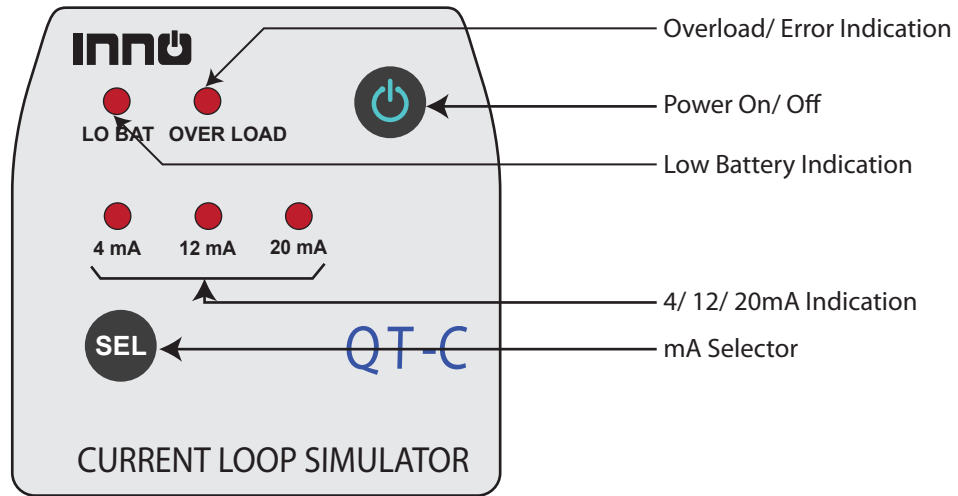 INNO
Overload/ Error Indication
Power On/ Off
LO BAT OVER LOAD
Low Battery Indication
4 mA 12 mA 20 mA
4/ 12/ 20mA Indication
SEL
QT-C
mA Selector
CURRENT LOOP SIMULATOR